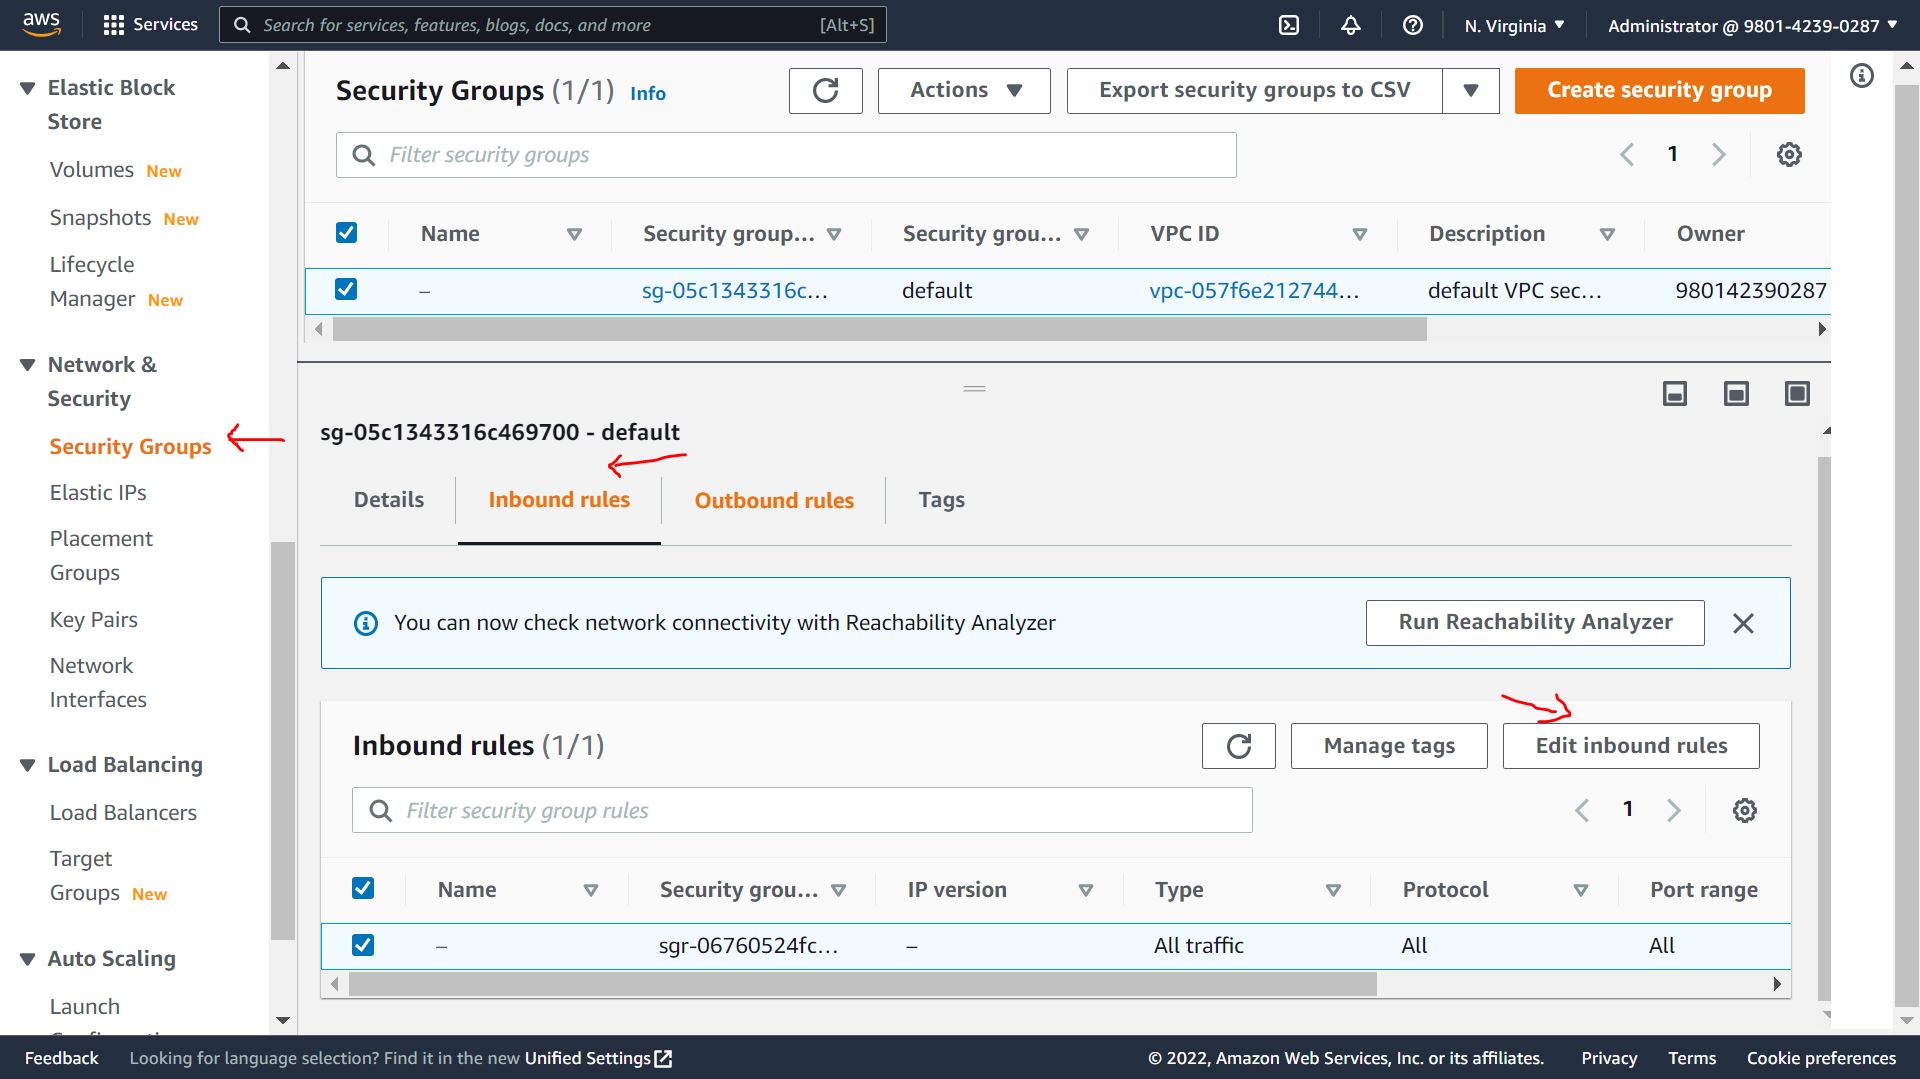 aws
Services
Search for services, features, blogs, docs, and more
[Alt+S]
N. Virginia
Administrator @ 9801-4239-0287
Elastic Block
Store
Volumes New
Snapshots New
Lifecycle
Manager New
Network &
Security
Security Groups
Elastic IPs
Placement
Groups
Key Pairs
Network
Interfaces
Load Balancing
Load Balancers
Target
Groups New
Auto Scaling
Launch
Security Groups (1/1) Info
Actions
Export security groups to CSV
Create security group
Filter security groups
1
Name Security group... Security grou... VPC ID Description Owner
– sg-05c1343316c... default vpc-057f6e212744... default VPC sec... 980142390287
sg-05c1343316c469700 - default
Details Inbound rules Outbound rules Tags
You can now check network connectivity with Reachability Analyzer
Run Reachability Analyzer
Inbound rules (1/1)
Manage tags
Edit inbound rules
Filter security group rules
1
Name Security grou... IP version Type Protocol Port range
– sgr-06760524fc... – All traffic All All
Feedback
Looking for language selection? Find it in the new Unified Settings
© 2022, Amazon Web Services, Inc. or its affiliates.
Privacy
Terms
Cookie preferences